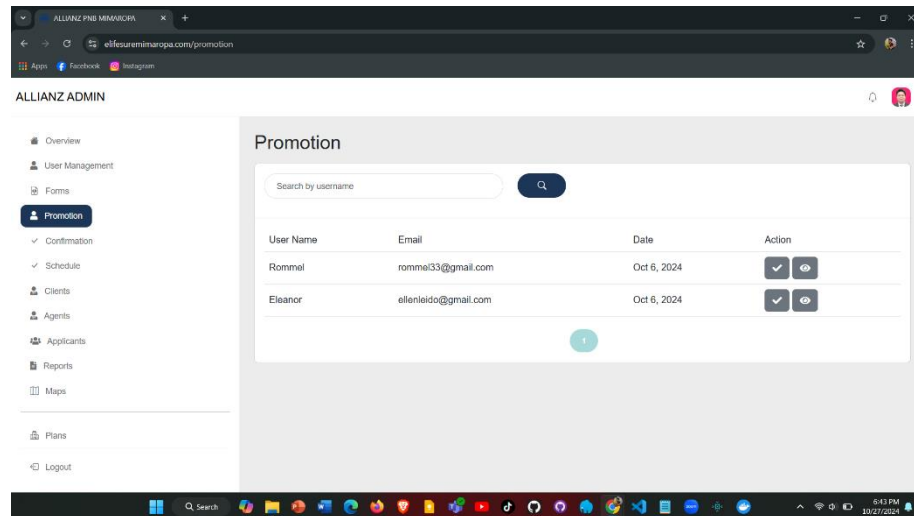 ALLIANZ PNB MIMAROPA
elifesuremimaropa.com/promotion
Apps Facebook Instagram
ALLIANZ ADMIN
Overview
User Management
Forms
Promotion
Confirmation
Schedule
Clients
Agents
Applicants
Reports
Maps
Plans
Logout
Promotion
Search by username
User Name Email Date Action
Rommel rommel33@gmail.com Oct 6, 2024
Eleanor ellenleido@gmail.com Oct 6, 2024
1
Search
6:43 PM
10/27/2024